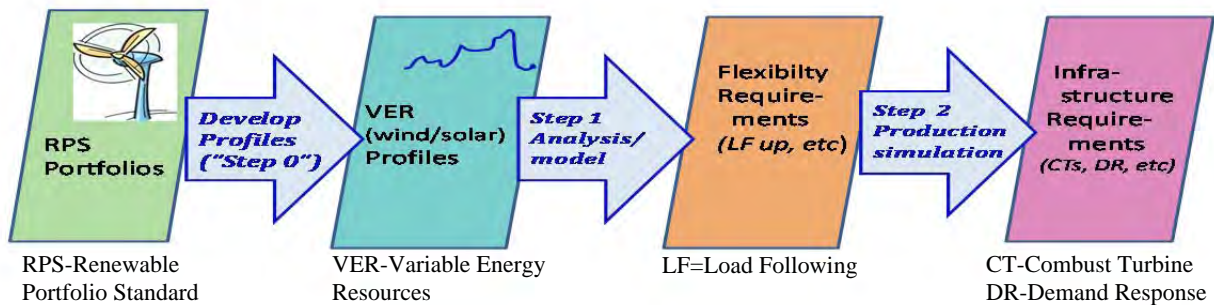 RPS
Portfolios
Develop
Profiles
("Step 0")
VER
(wind/solar)
Profiles
Step 1
Analysis/
model
Flexibilty
Require-
ments
(LF up, etc)
Step 2
Production
simulation
Infra-
structure
Require-
ments
(CTs, DR, etc)
RPS-Renewable
Portfolio Standard
VER-Variable Energy
Resources
LF=Load Following
CT-Combust Turbine
DR-Demand Response